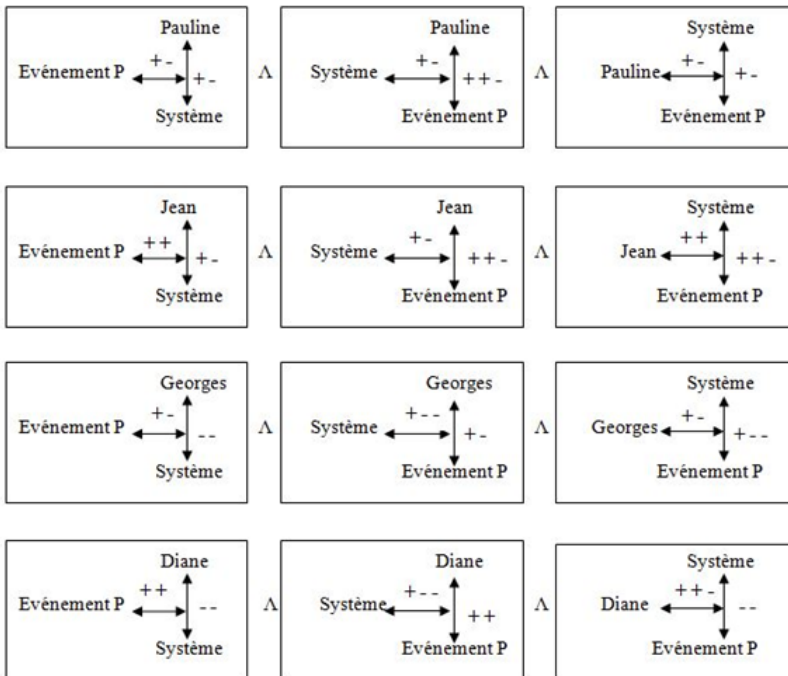 Pauline Pauline Système
Evénement P + - + - Λ Système + - + + - Λ Pauline + - + -
Système Evénement P Evénement P
Jean Jean Système
Evénement P + + + - Λ Système + - + + - Λ Jean + + + + -
Système Evénement P Evénement P
Georges Georges Système
Evénement P + - - - Λ Système + - - + - Λ Georges + - + - -
Système Evénement P Evénement P
Diane Diane Système
Evénement P + + - - Λ Système + - - + + Λ Diane + + - - -
Système Evénement P Evénement P